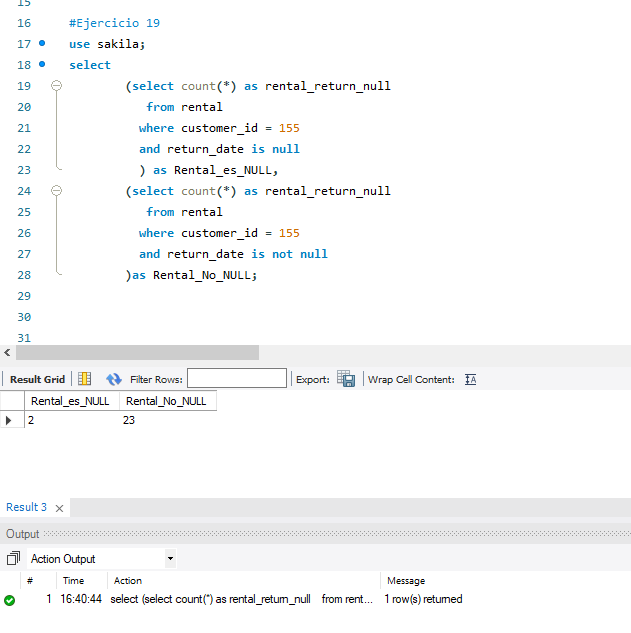 15
16 #Ejercicio 19
17 use sakila;
18 select
19 (select count(*) as rental_return_null
20 from rental
21 where customer_id = 155
22 and return_date is null
23 ) as Rental_es_NULL,
24 (select count(*) as rental_return_null
25 from rental
26 where customer_id = 155
27 and return_date is not null
28 )as Rental_No_NULL;
29
30
31
Result Grid Filter Rows: Export: Wrap Cell Content: IA
Rental_es_NULL Rental_No_NULL
2 23
Result 3 ×
Output
Action Output
# Time Action Message
1 16:40:44 select (select count(*) as rental_return_null from rent... 1 row(s) returned